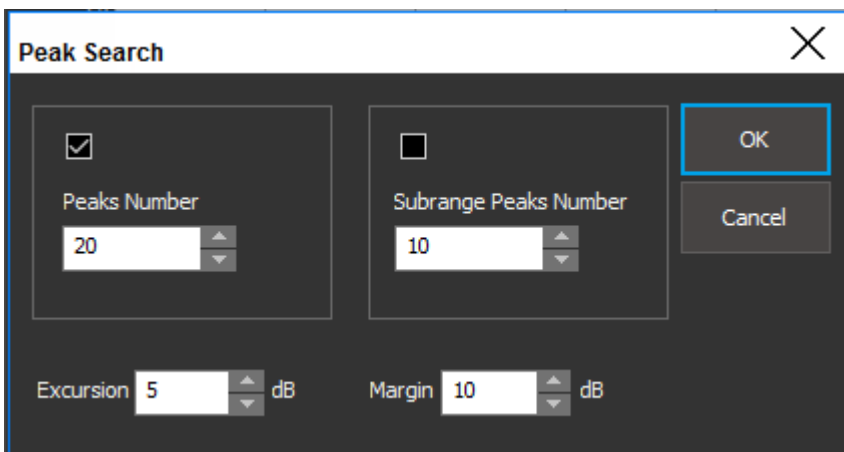 Peak Search
OK
Peaks Number
20
Subrange Peaks Number
10
Cancel
Excursion 5 dB
Margin 10 dB